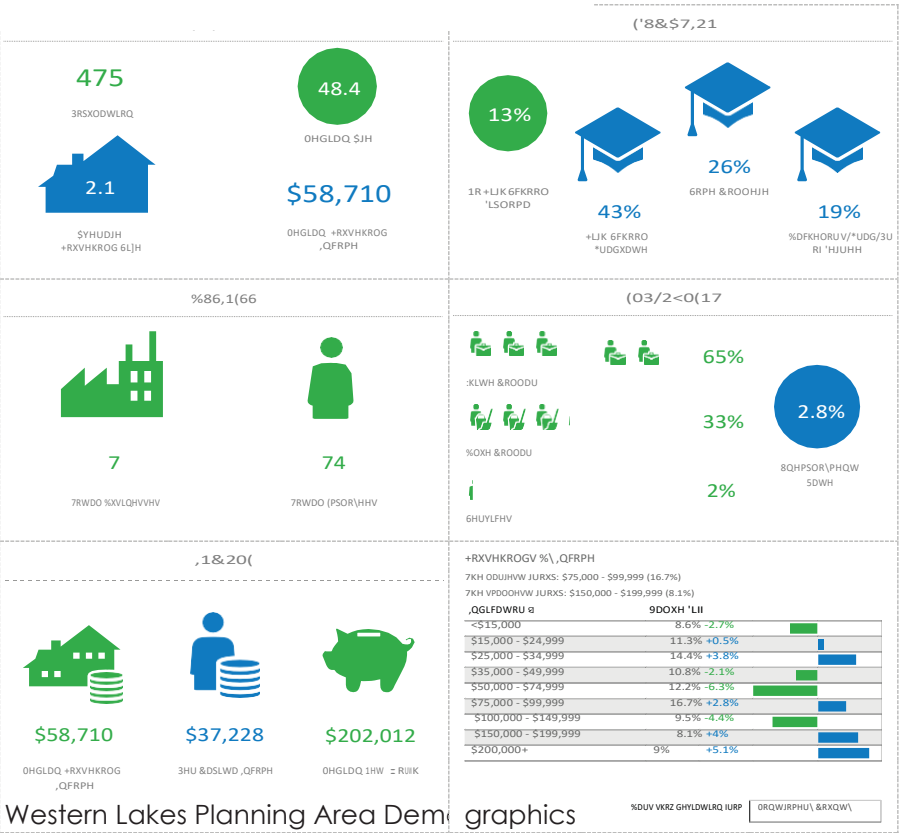 ('8&$7,21
475
3RSXODWLRQ
48.4
0HGLDQ $JH
2.1
$YHUDJH
+RXVHKROG 6L]H
$58,710
0HGLDQ +RXVHKROG
,QFRPH
13%
1R +LJK 6FKRRO
'LSORPD
43%
+LJK 6FKRRO
*UDGXDWH
26%
6RPH &ROOHJH
19%
%DFKHORUV/*UDG/3U
RI 'HJUHH
%86,1(66
7
7RWDO %XVLQHVVHV
74
7RWDO (PSOR\HHV
(03/2<0(17
65%
:KLWH &ROODU
33%
%OXH &ROODU
2%
6HUYLFHV
2.8%
8QHPSOR\PHQW
5DWH
,1&20(
$58,710
0HGLDQ +RXVHKROG
,QFRPH
$37,228
3HU &DSLWD ,QFRPH
$202,012
0HGLDQ 1HW
+RXVHKROGV %\ ,QFRPH
7KH ODUJHVW JURXS: $75,000 - $99,999 (16.7%)
7KH VPDOOHVW JURXS: $150,000 - $199,999 (8.1%)
,QGLFDWRU 9DOXH 'LII
<$15,000 8.6% -2.7%
$15,000 - $24,999 11.3% +0.5%
$25,000 - $34,999 14.4% +3.8%
$35,000 - $49,999 10.8% -2.1%
$50,000 - $74,999 12.2% -6.3%
$75,000 - $99,999 16.7% +2.8%
$100,000 - $149,999 9.5% -4.4%
$150,000 - $199,999 8.1% +4%
$200,000+ 9% +5.1%
%DUV VKRZ GHYLDWLRQ IURP 0RQWJRPHU\ &RXQW\
Western Lakes Planning Area Demographics